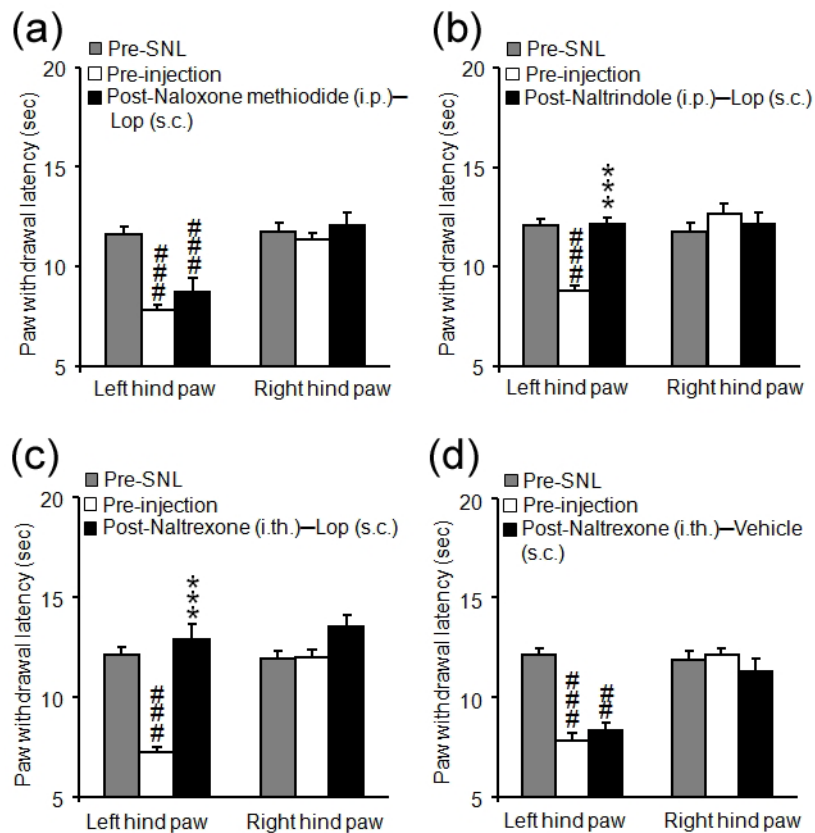 (a)
Pre-SNL
Pre-injection
Post-Naloxone methiodide (i.p.)–
Lop (s.c.)
Paw withdrawal latency (sec)
20
15
10
5
###
###
Left hind paw
Right hind paw
(b)
Pre-SNL
Pre-injection
Post-Naltrindole (i.p.)–Lop (s.c.)
Paw withdrawal latency (sec)
20
15
10
5
###
***
Left hind paw
Right hind paw
(c)
Pre-SNL
Pre-injection
Post-Naltrexone (i.th.)–Lop (s.c.)
Paw withdrawal latency (sec)
20
15
10
5
###
***
Left hind paw
Right hind paw
(d)
Pre-SNL
Pre-injection
Post-Naltrexone (i.th.)–Vehicle
(s.c.)
Paw withdrawal latency (sec)
20
15
10
5
###
##
Left hind paw
Right hind paw